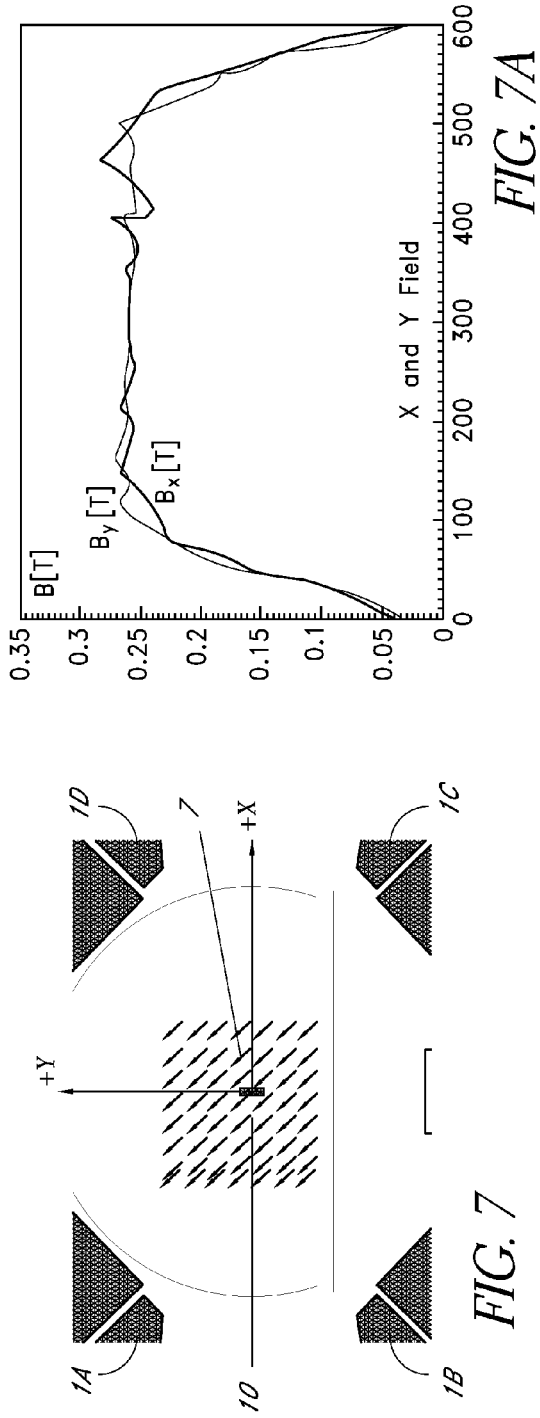 1A
1B
1C
1D
7
10
+X
+Y
FIG. 7
B[T]
By [T]
Bx [T]
X and Y Field
0.35
0.3
0.25
0.2
0.15
0.1
0.05
0
0
100
200
300
400
500
600
FIG. 7A